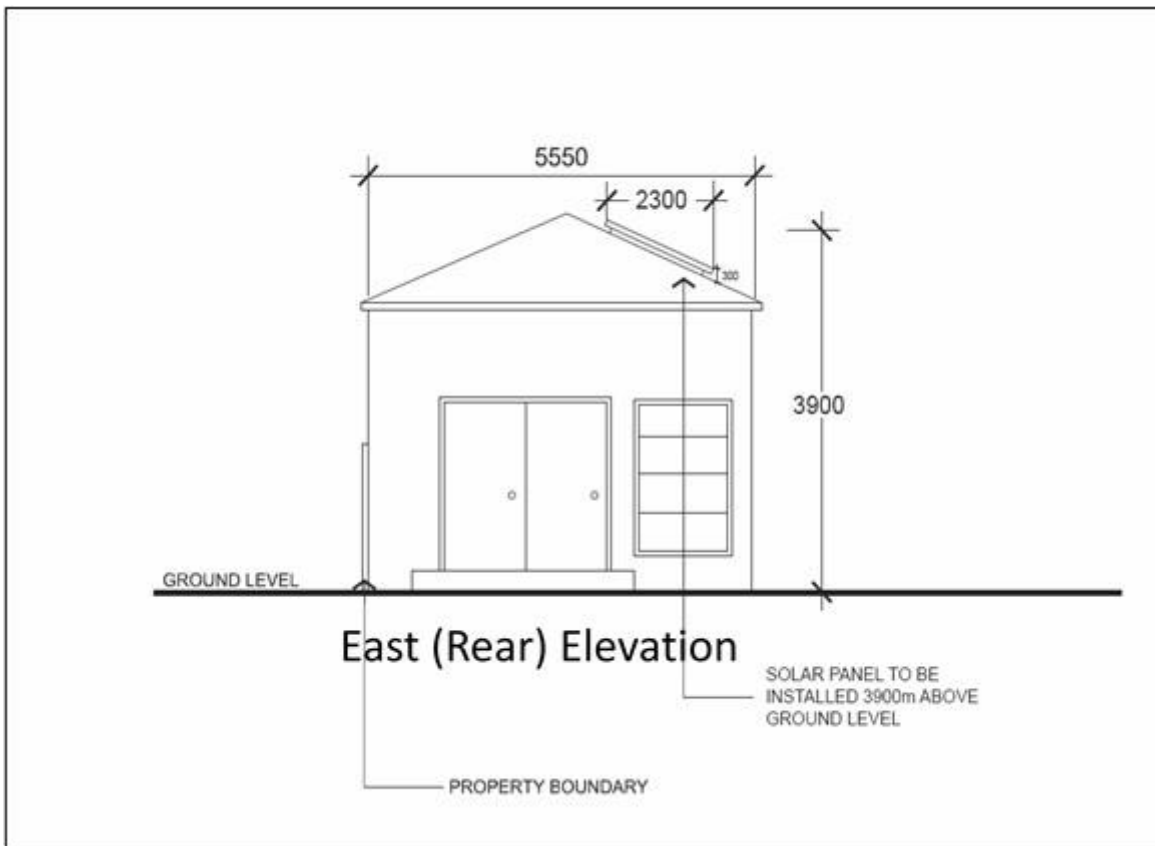 5550
2300
300
3900
GROUND LEVEL
East (Rear) Elevation
SOLAR PANEL TO BE
INSTALLED 3900m ABOVE
GROUND LEVEL
PROPERTY BOUNDARY